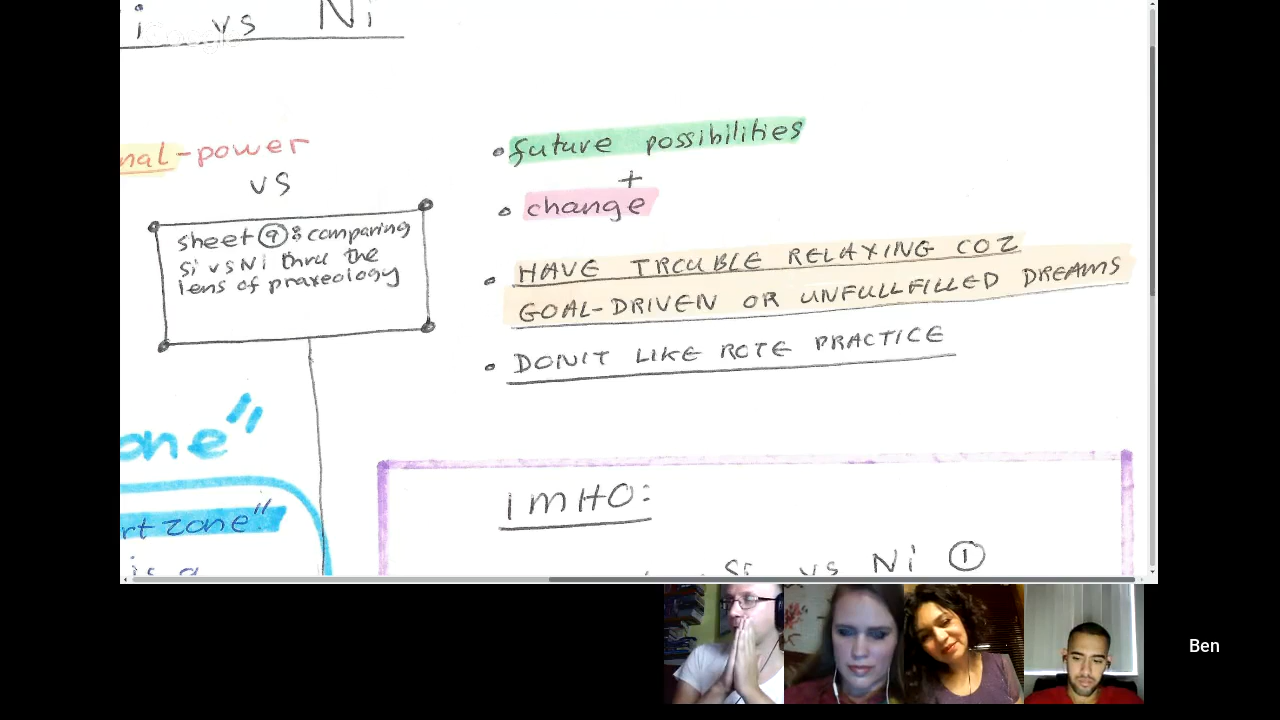 i vs Ni
nal-power
vs
sheet 9: comparing
Si vs Ni thru the
lens of praxeology
• future possibilities
+
• change
• HAVE TROUBLE RELAXING COZ
GOAL-DRIVEN OR UNFULLFILLED DREAMS
• DON'T LIKE ROTE PRACTICE
one"
rt zone"
is a
IMHO:
Si vs Ni 1
Ben